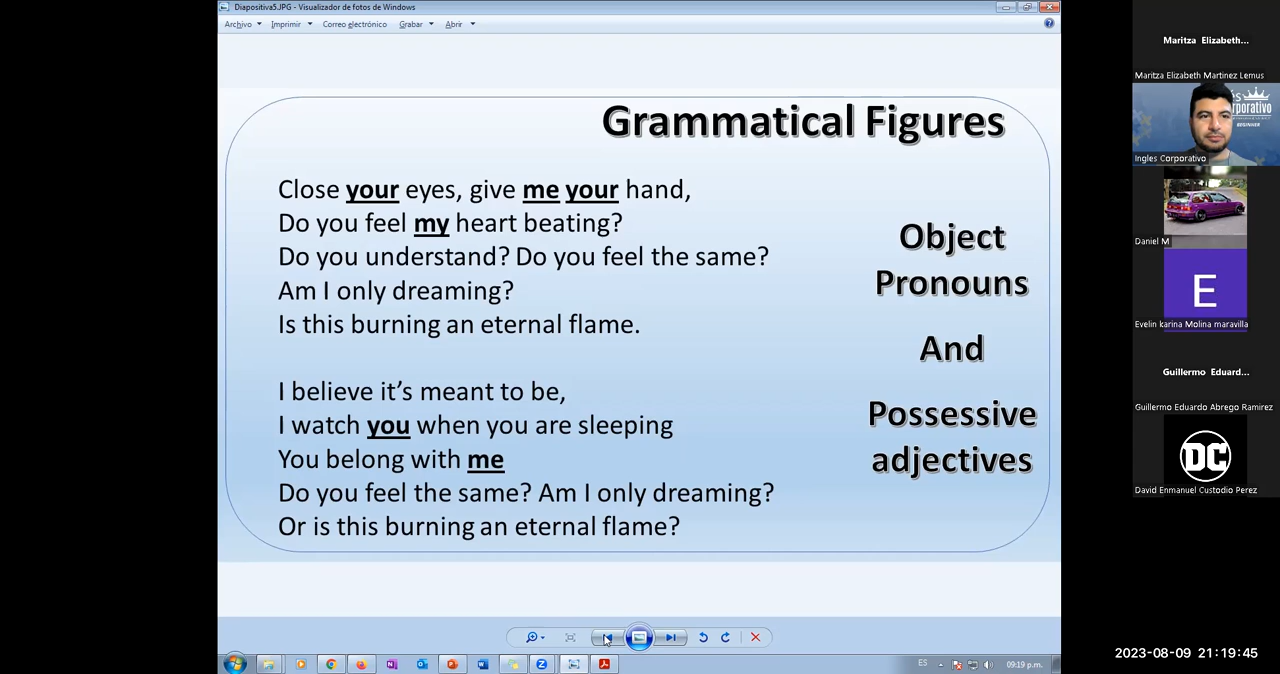 Diapositiva5.JPG - Visualizador de fotos de Windows
Archivo Imprimir Correo electrónico Grabar Abrir
Grammatical Figures
Close your eyes, give me your hand,
Do you feel my heart beating?
Do you understand? Do you feel the same?
Am I only dreaming?
Is this burning an eternal flame.
I believe it's meant to be,
I watch you when you are sleeping
You belong with me
Do you feel the same? Am I only dreaming?
Or is this burning an eternal flame?
Object
Pronouns
And
Possessive
adjectives
ES
09:19 p.m.
Maritza Elizabeth...
Maritza Elizabeth Martinez Lemus
BEGINNER
Ingles Corporativo
Daniel M
E
Evelin karina Molina maravilla
Guillermo Eduard...
Guillermo Eduardo Abrego Ramirez
DC
David Enmanuel Custodio Perez
2023-08-09 21:19:45